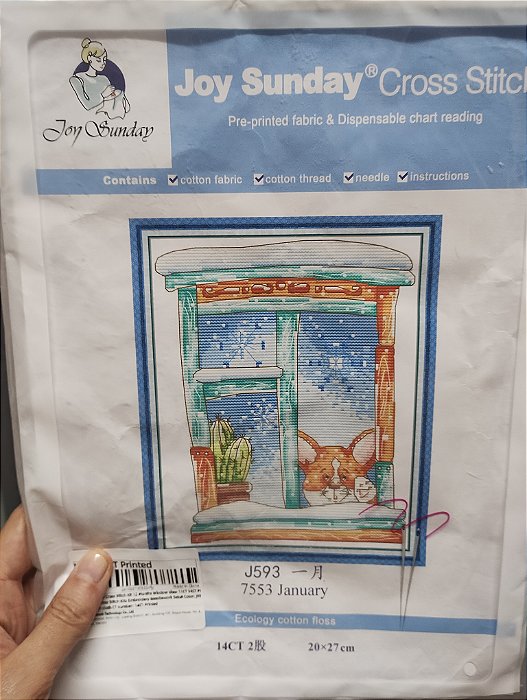 Joy Sunday
Joy Sunday® Cross Stitch
Pre-printed fabric & Dispensable chart reading
Contains cotton fabric cotton thread needle instructions
T Printed
J593 一月
7553 January
Ecology cotton floss
14CT 2股 20×27cm